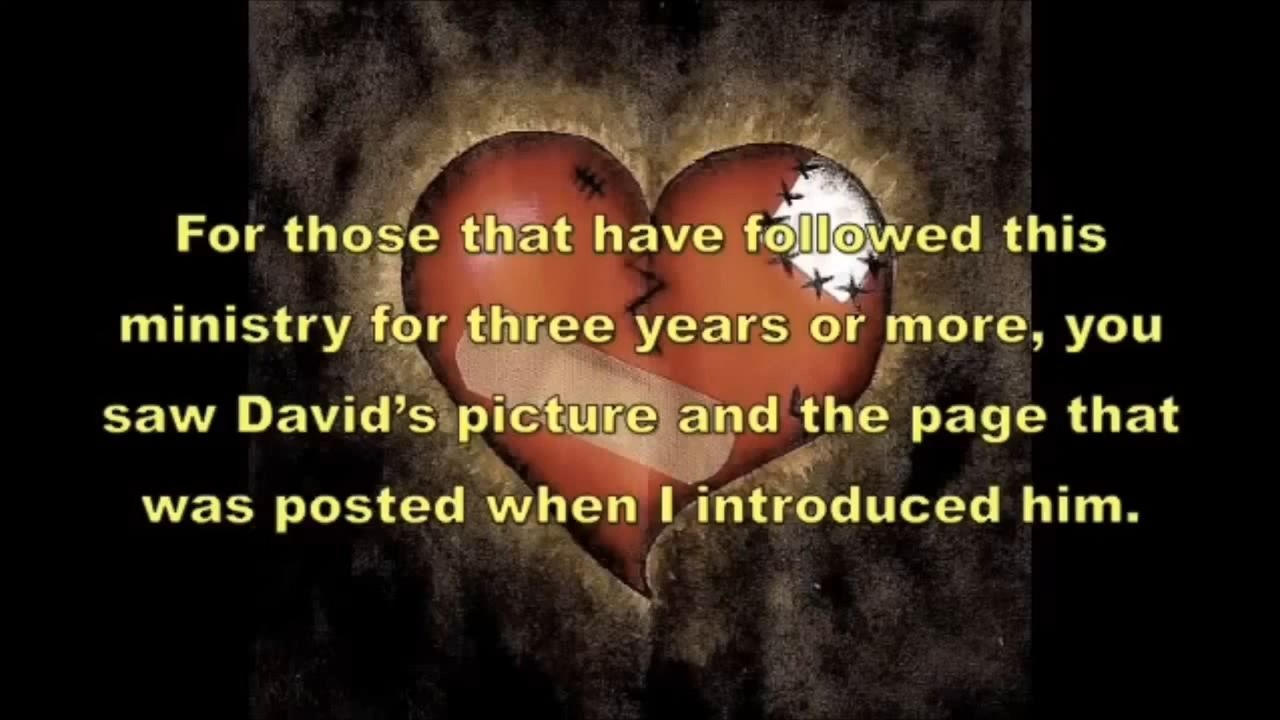 For those that have followed this
ministry for three years or more, you
saw David’s picture and the page that
was posted when I introduced him.